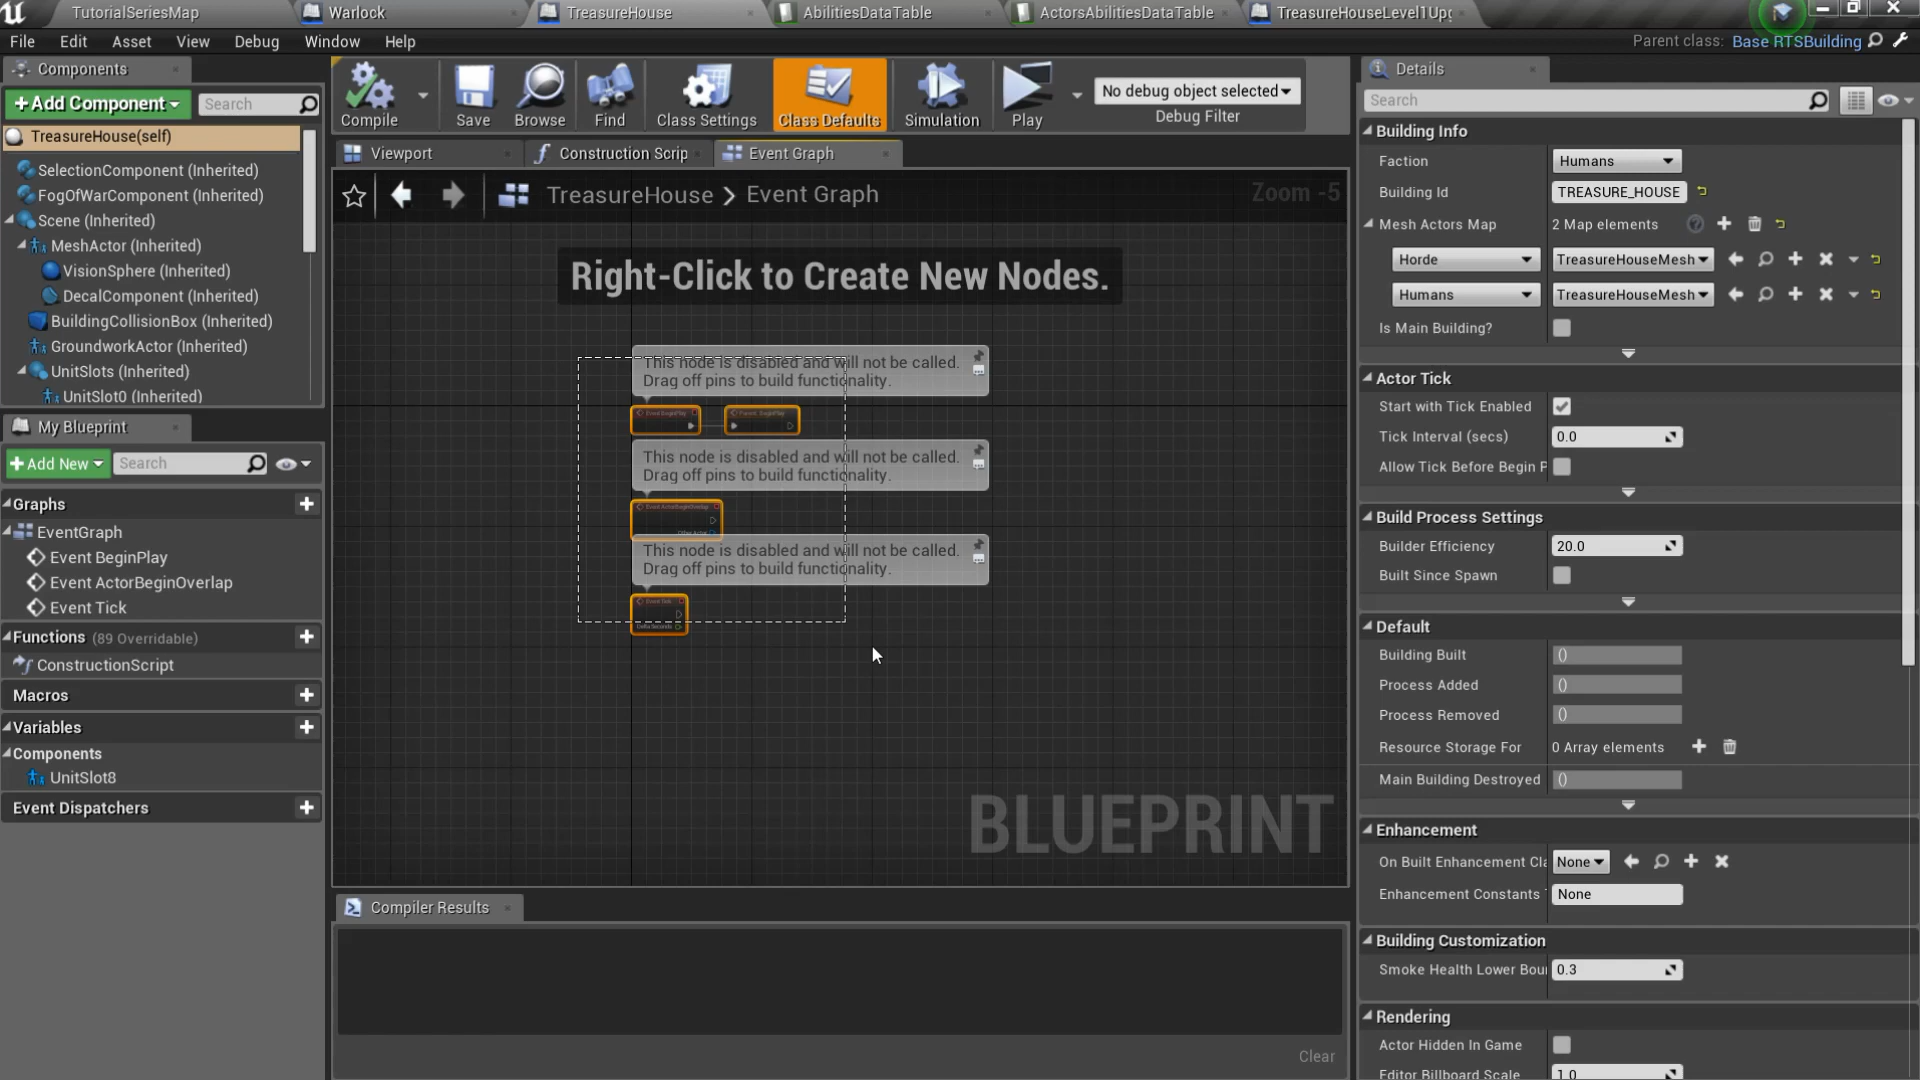 TutorialSeriesMap
Warlock
TreasureHouse
AbilitiesDataTable
ActorsAbilitiesDataTable
TreasureHouseLevel1Upg
File Edit Asset View Debug Window Help
Parent class: Base RTSBuilding
Components
+Add Component
Search
TreasureHouse(self)
SelectionComponent (Inherited)
FogOfWarComponent (Inherited)
Scene (Inherited)
MeshActor (Inherited)
VisionSphere (Inherited)
DecalComponent (Inherited)
BuildingCollisionBox (Inherited)
GroundworkActor (Inherited)
UnitSlots (Inherited)
UnitSlot0 (Inherited)
My Blueprint
+Add New
Search
Graphs
EventGraph
Event BeginPlay
Event ActorBeginOverlap
Event Tick
Functions (89 Overridable)
ConstructionScript
Macros
Variables
Components
UnitSlot8
Event Dispatchers
Compile
Save
Browse
Find
Class Settings
Class Defaults
Simulation
Play
No debug object selected
Debug Filter
Viewport
Construction Scrip
Event Graph
TreasureHouse > Event Graph
Zoom -5
Right-Click to Create New Nodes.
This node is disabled and will not be called.
Drag off pins to build functionality.
Event BeginPlay
Parent: BeginPlay
This node is disabled and will not be called.
Drag off pins to build functionality.
Event ActorBeginOverlap
Other Actor
This node is disabled and will not be called.
Drag off pins to build functionality.
Event Tick
Delta Seconds
BLUEPRINT
Compiler Results
Clear
Details
Search
Building Info
Faction Humans
Building Id TREASURE_HOUSE
Mesh Actors Map 2 Map elements
Horde TreasureHouseMesh
Humans TreasureHouseMesh
Is Main Building?
Actor Tick
Start with Tick Enabled
Tick Interval (secs) 0.0
Allow Tick Before Begin P
Build Process Settings
Builder Efficiency 20.0
Built Since Spawn
Default
Building Built ()
Process Added ()
Process Removed ()
Resource Storage For 0 Array elements
Main Building Destroyed ()
Enhancement
On Built Enhancement Cla None
Enhancement Constants None
Building Customization
Smoke Health Lower Bou 0.3
Rendering
Actor Hidden In Game
Editor Billboard Scale 1.0